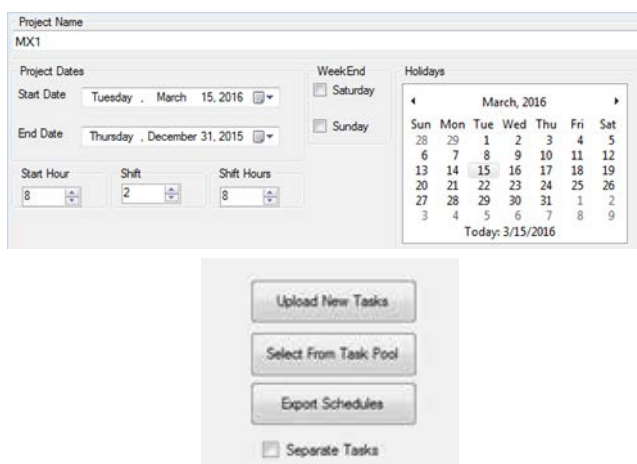 Project Name
MX1
Project Dates
Start Date Tuesday , March 15, 2016
End Date Thursday , December 31, 2015
Start Hour Shift Shift Hours
8 2 8
WeekEnd
Saturday
Sunday
Holidays
March, 2016
Sun Mon Tue Wed Thu Fri Sat
28 29 1 2 3 4 5
6 7 8 9 10 11 12
13 14 15 16 17 18 19
20 21 22 23 24 25 26
27 28 29 30 31 1 2
3 4 5 6 7 8 9
Today: 3/15/2016
Upload New Tasks
Select From Task Pool
Export Schedules
Separate Tasks